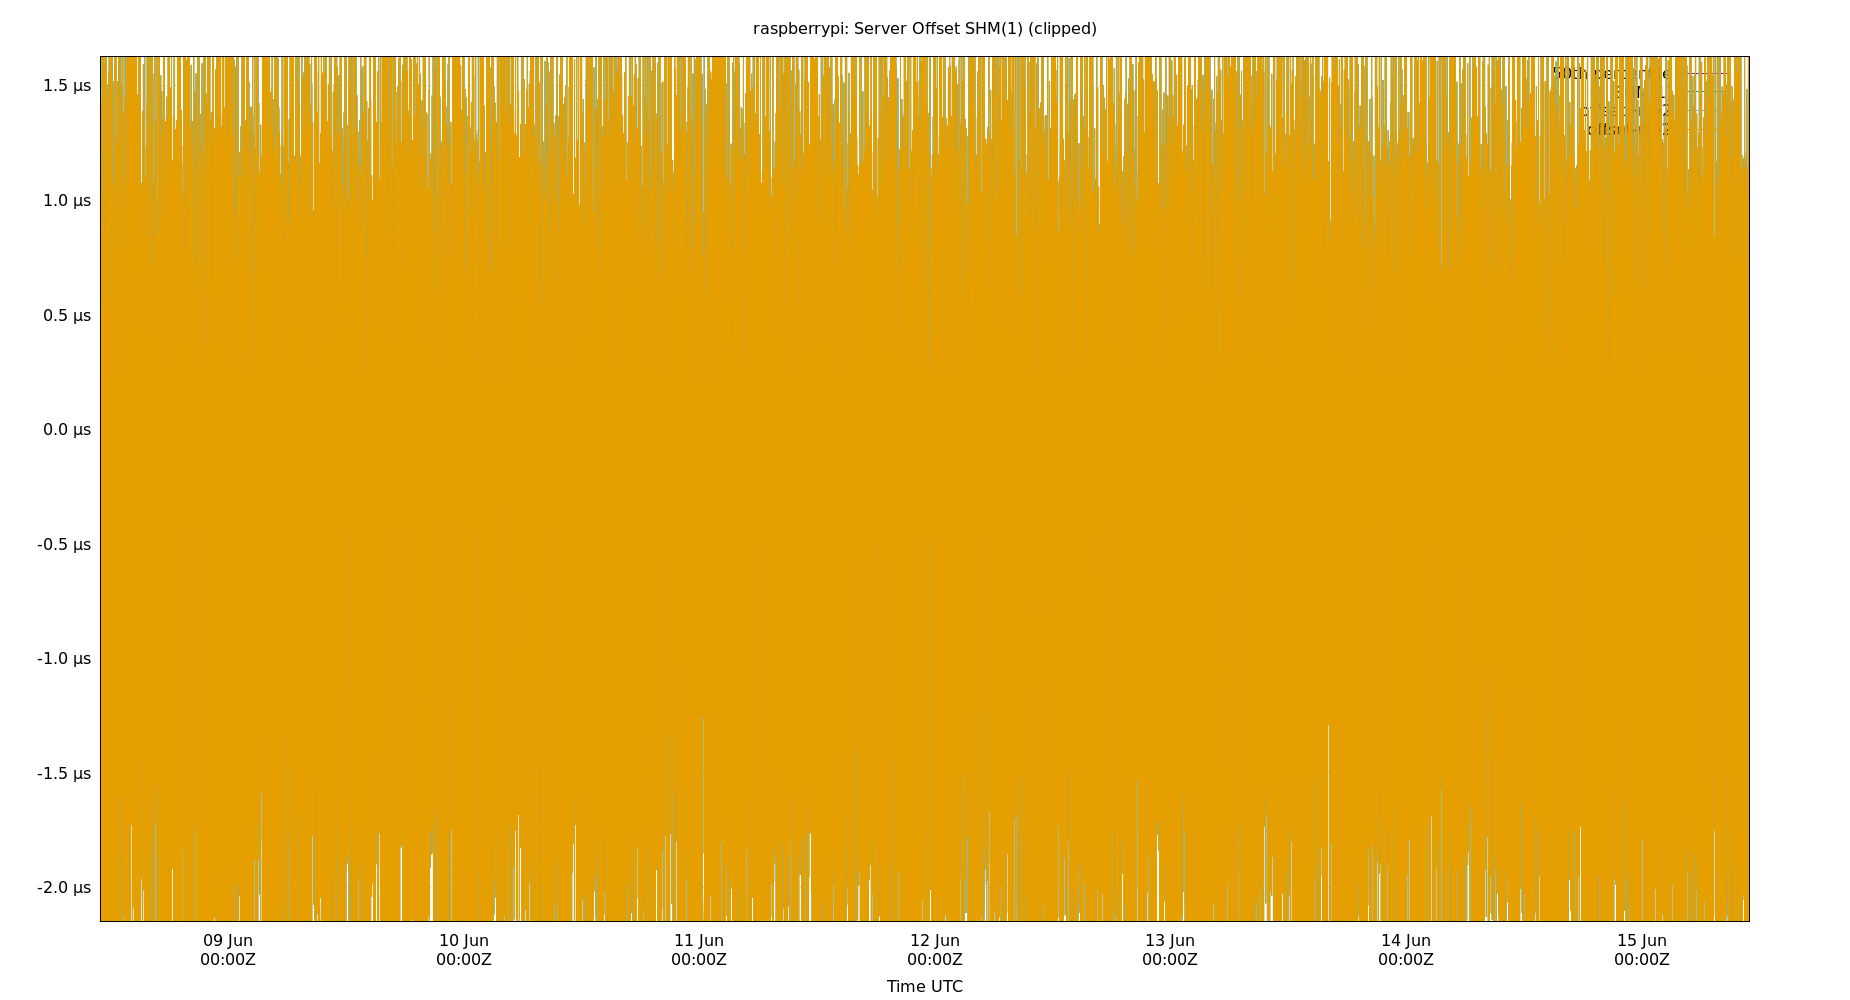 raspberrypi: Server Offset SHM(1) (clipped)
1.5 µs
1.0 µs
0.5 µs
0.0 µs
-0.5 µs
-1.0 µs
-1.5 µs
-2.0 µs
09 Jun 10 Jun 11 Jun 12 Jun 13 Jun 14 Jun 15 Jun
00:00Z 00:00Z 00:00Z 00:00Z 00:00Z 00:00Z 00:00Z
Time UTC